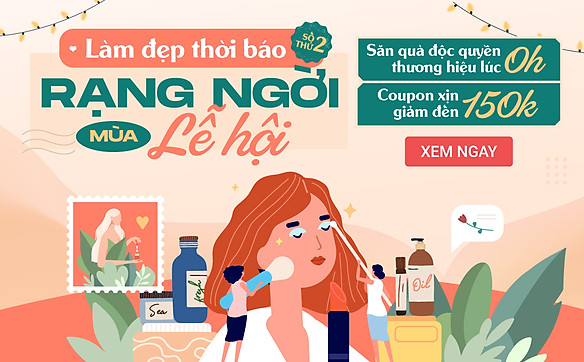 Làm đẹp thời báo
SỐ THỨ 2
RẠNG NGỜI
MÙA
Lễ hội
Săn quà độc quyền
thương hiệu lúc 0h
Coupon xịn
giảm đến 150k
XEM NGAY
fresh
Sea
Oil